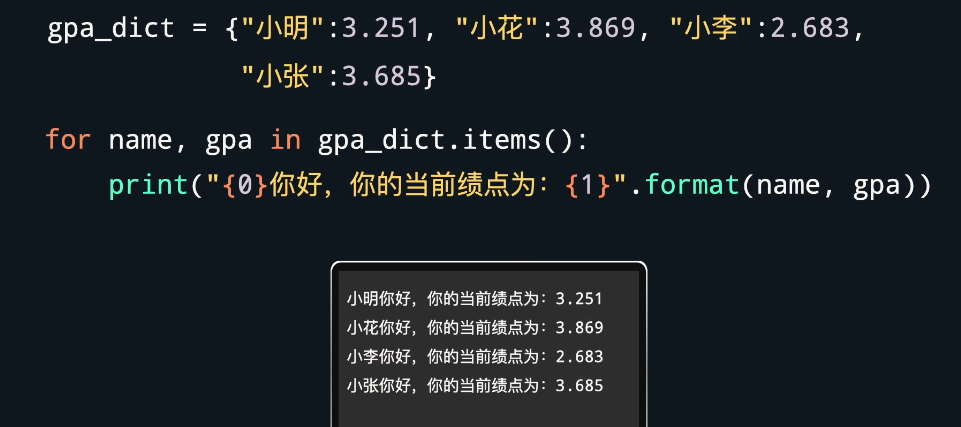 gpa_dict = {"小明":3.251, "小花":3.869, "小李":2.683,
"小张":3.685}
for name, gpa in gpa_dict.items():
print("{0}你好，你的当前绩点为：{1}".format(name, gpa))
小明你好，你的当前绩点为：3.251
小花你好，你的当前绩点为：3.869
小李你好，你的当前绩点为：2.683
小张你好，你的当前绩点为：3.685